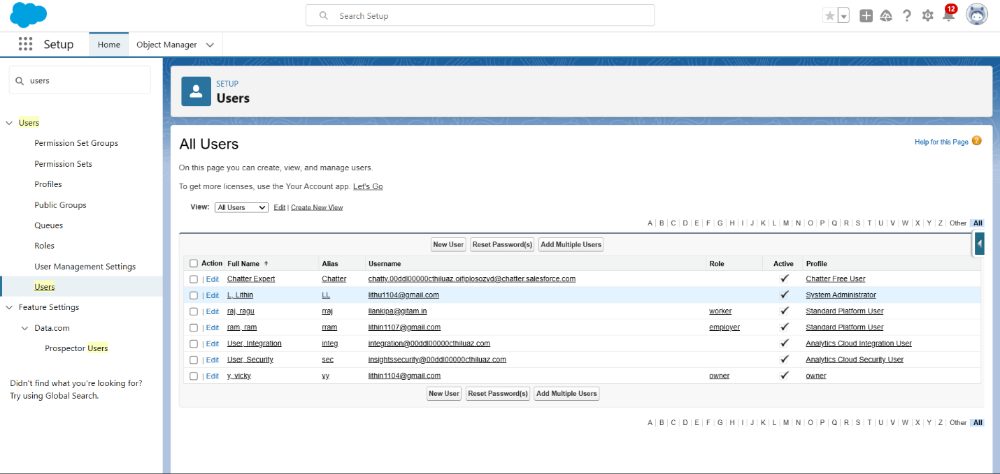 Search Setup
12
Setup
Home
Object Manager
users
Users
Permission Set Groups
Permission Sets
Profiles
Public Groups
Queues
Roles
User Management Settings
Users
Feature Settings
Data.com
Prospector Users
Didn't find what you're looking for?
Try using Global Search.
SETUP
Users
All Users
Help for this Page ?
On this page you can create, view, and manage users.
To get more licenses, use the Your Account app. Let's Go
View: All Users Edit | Create New View
A | B | C | D | E | F | G | H | I | J | K | L | M | N | O | P | Q | R | S | T | U | V | W | X | Y | Z | Other All
New User Reset Password(s) Add Multiple Users
Action Full Name ↑ Alias Username Role Active Profile
| Edit Chatter Expert Chatter chatty.00ddl00000cthiluaz.oifiplosozvd@chatter.salesforce.com ✓ Chatter Free User
| Edit L, Lithin LL lithu1104@gmail.com ✓ System Administrator
| Edit raj, ragu rraj llankipa@gitam.in worker ✓ Standard Platform User
| Edit ram, ram rram lithin1107@gmail.com employer ✓ Standard Platform User
| Edit User, Integration integ integration@00ddl00000cthiluaz.com ✓ Analytics Cloud Integration User
| Edit User, Security sec insightssecurity@00ddl00000cthiluaz.com ✓ Analytics Cloud Security User
| Edit y, vicky vy lithin1104@gmail.com owner ✓ owner
New User Reset Password(s) Add Multiple Users
A | B | C | D | E | F | G | H | I | J | K | L | M | N | O | P | Q | R | S | T | U | V | W | X | Y | Z | Other All